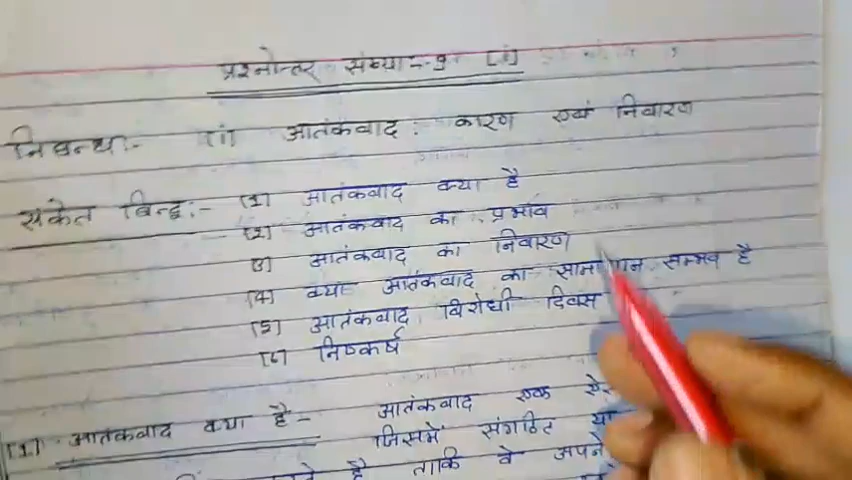 प्रश्नोत्तर संख्या-9 (i)
निबन्ध:- (i) आतंकवाद: कारण एवं निवारण
संकेत बिन्दु:- (1) आतंकवाद क्या है
(2) आतंकवाद का प्रभाव
(3) आतंकवाद का निवारण
(4) क्या आतंकवाद का सम्भव है
(5) आतंकवाद विरोधी दिवस
(6) निष्कर्ष
(1) आतंकवाद क्या है - आतंकवाद एक
जिसमें संगठित या
है ताकि वे अपने